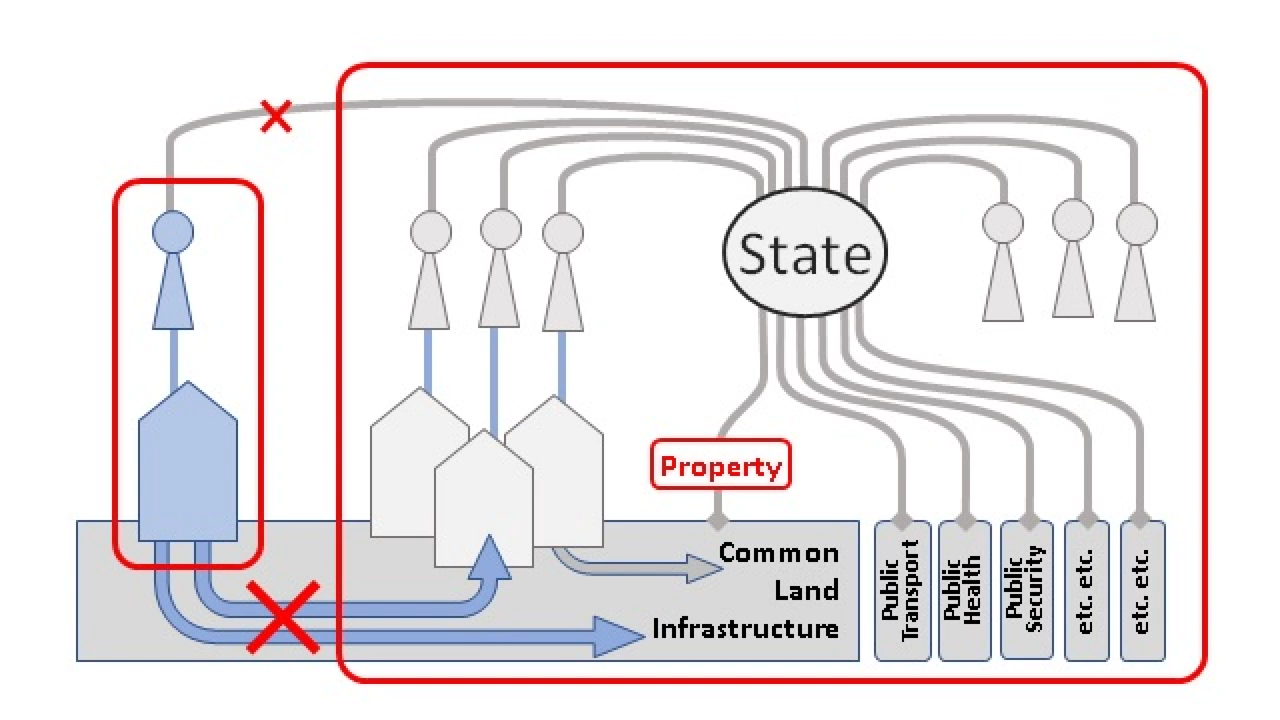 State
Property
Common
Land
Infrastructure
Public
Transport
Public
Health
Public
Security
etc. etc.
etc. etc.